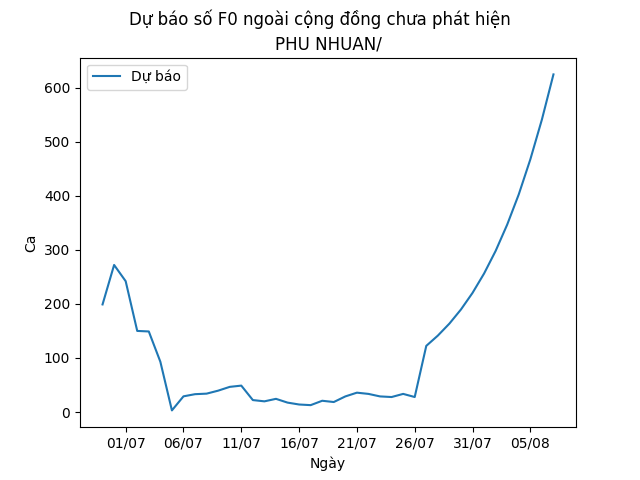 Dự báo số F0 ngoài cộng đồng chưa phát hiện
PHU NHUAN/
Dự báo
600
500
400
300
200
100
0
Ca
01/07 06/07 11/07 16/07 21/07 26/07 31/07 05/08
Ngày